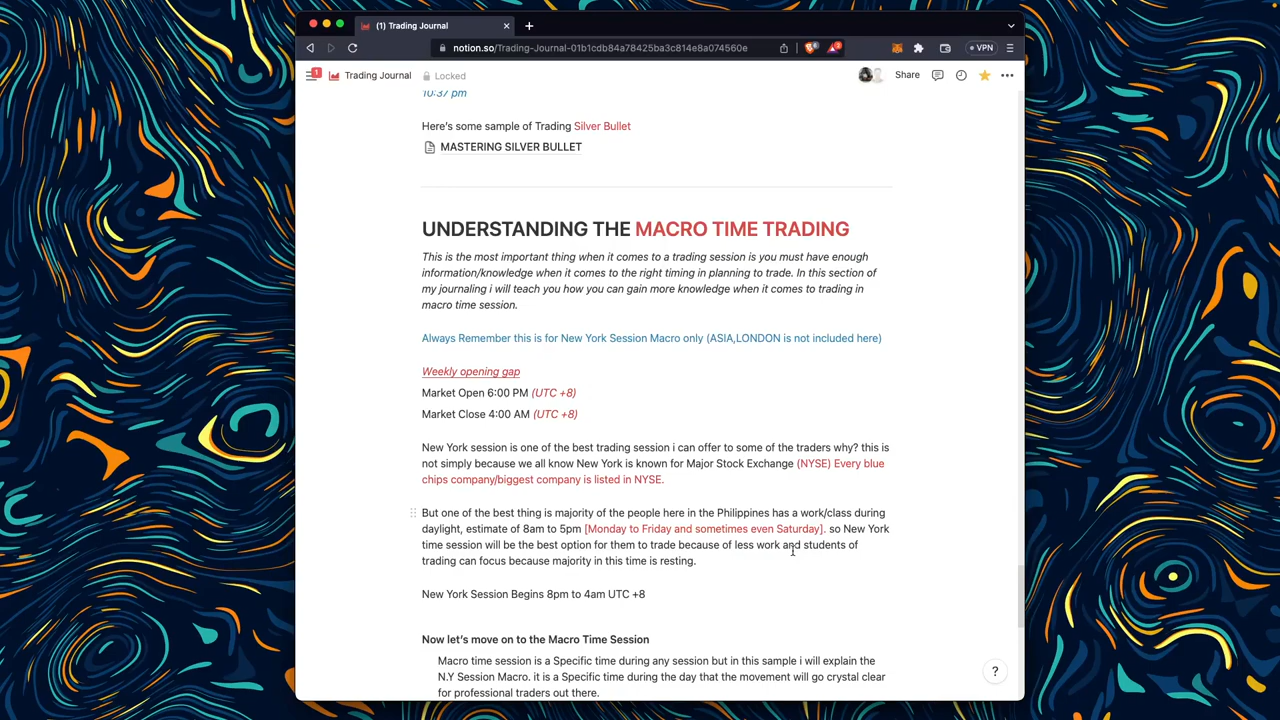 (1) Trading Journal
notion.so/Trading-Journal-01b1cdb84a78425ba3c814e8a074560e
VPN
1
Trading Journal
Locked
Share
10:37 pm
Here's some sample of Trading Silver Bullet
MASTERING SILVER BULLET
UNDERSTANDING THE MACRO TIME TRADING
This is the most important thing when it comes to a trading session is you must have enough
information/knowledge when it comes to the right timing in planning to trade. In this section of
my journaling i will teach you how you can gain more knowledge when it comes to trading in
macro time session.
Always Remember this is for New York Session Macro only (ASIA,LONDON is not included here)
Weekly opening gap
Market Open 6:00 PM (UTC +8)
Market Close 4:00 AM (UTC +8)
New York session is one of the best trading session i can offer to some of the traders why? this is
not simply because we all know New York is known for Major Stock Exchange (NYSE) Every blue
chips company/biggest company is listed in NYSE.
But one of the best thing is majority of the people here in the Philippines has a work/class during
daylight, estimate of 8am to 5pm [Monday to Friday and sometimes even Saturday]. so New York
time session will be the best option for them to trade because of less work and students of
trading can focus because majority in this time is resting.
New York Session Begins 8pm to 4am UTC +8
Now let's move on to the Macro Time Session
Macro time session is a Specific time during any session but in this sample i will explain the
N.Y Session Macro. it is a Specific time during the day that the movement will go crystal clear
for professional traders out there.
?